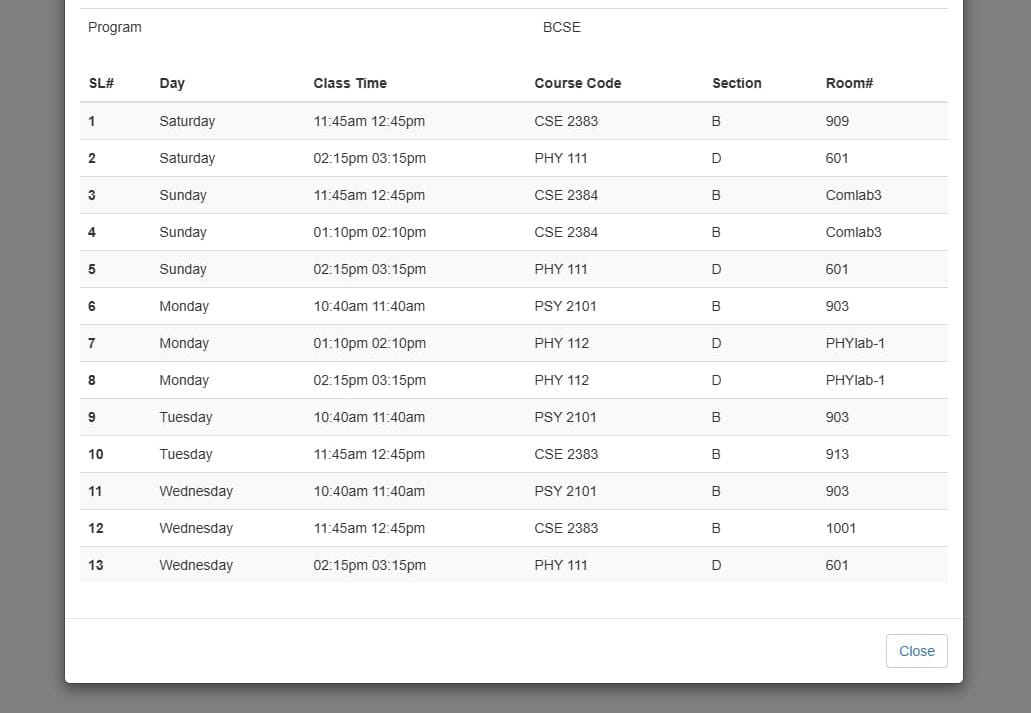 Program BCSE
SL# Day Class Time Course Code Section Room#
1 Saturday 11:45am 12:45pm CSE 2383 B 909
2 Saturday 02:15pm 03:15pm PHY 111 D 601
3 Sunday 11:45am 12:45pm CSE 2384 B Comlab3
4 Sunday 01:10pm 02:10pm CSE 2384 B Comlab3
5 Sunday 02:15pm 03:15pm PHY 111 D 601
6 Monday 10:40am 11:40am PSY 2101 B 903
7 Monday 01:10pm 02:10pm PHY 112 D PHYlab-1
8 Monday 02:15pm 03:15pm PHY 112 D PHYlab-1
9 Tuesday 10:40am 11:40am PSY 2101 B 903
10 Tuesday 11:45am 12:45pm CSE 2383 B 913
11 Wednesday 10:40am 11:40am PSY 2101 B 903
12 Wednesday 11:45am 12:45pm CSE 2383 B 1001
13 Wednesday 02:15pm 03:15pm PHY 111 D 601
Close